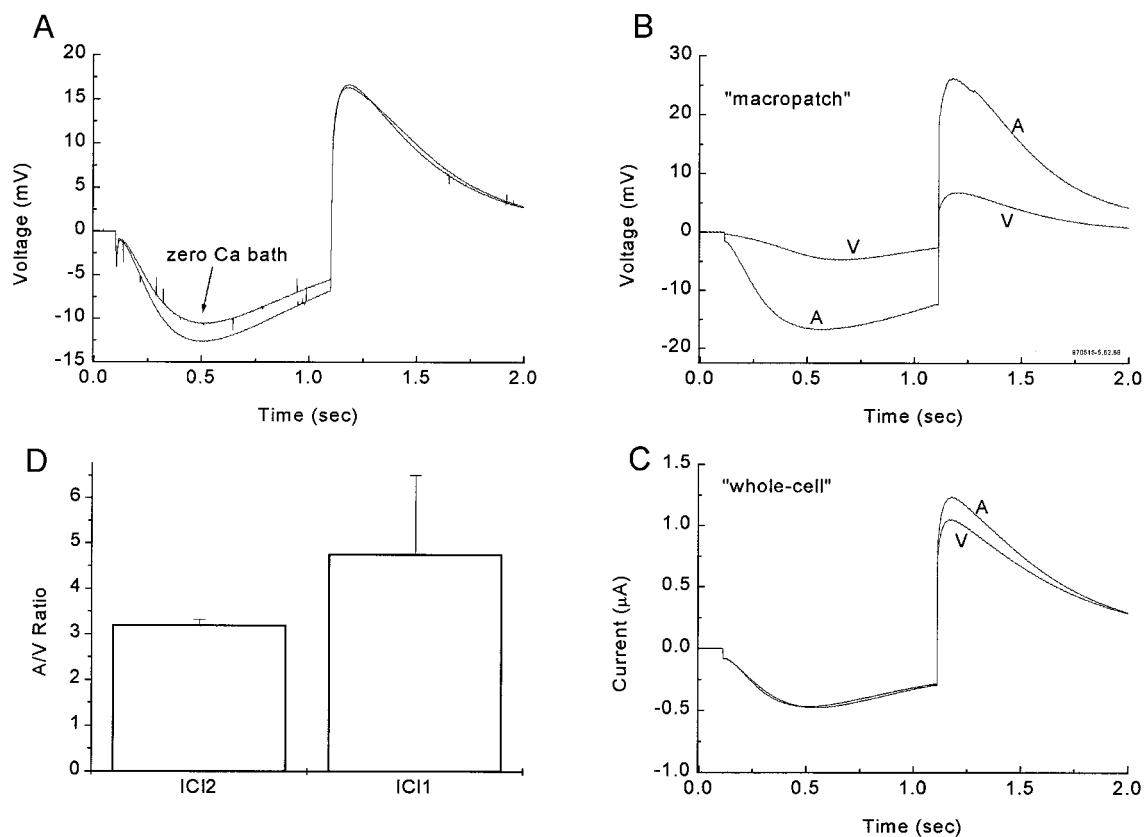 A
20
15
10
5
0
-5
-10
-15
Voltage (mV)
zero Ca bath
0.0 0.5 1.0 1.5 2.0
Time (sec)
B
30
20
10
0
-10
-20
Voltage (mV)
"macropatch"
A
V
V
A
0.0 0.5 1.0 1.5 2.0
Time (sec)
D
6
5
4
3
2
1
0
A/V Ratio
ICl2 ICl1
C
1.5
1.0
0.5
0.0
-0.5
-1.0
Current (μA)
"whole-cell"
A
V
0.0 0.5 1.0 1.5 2.0
Time (sec)